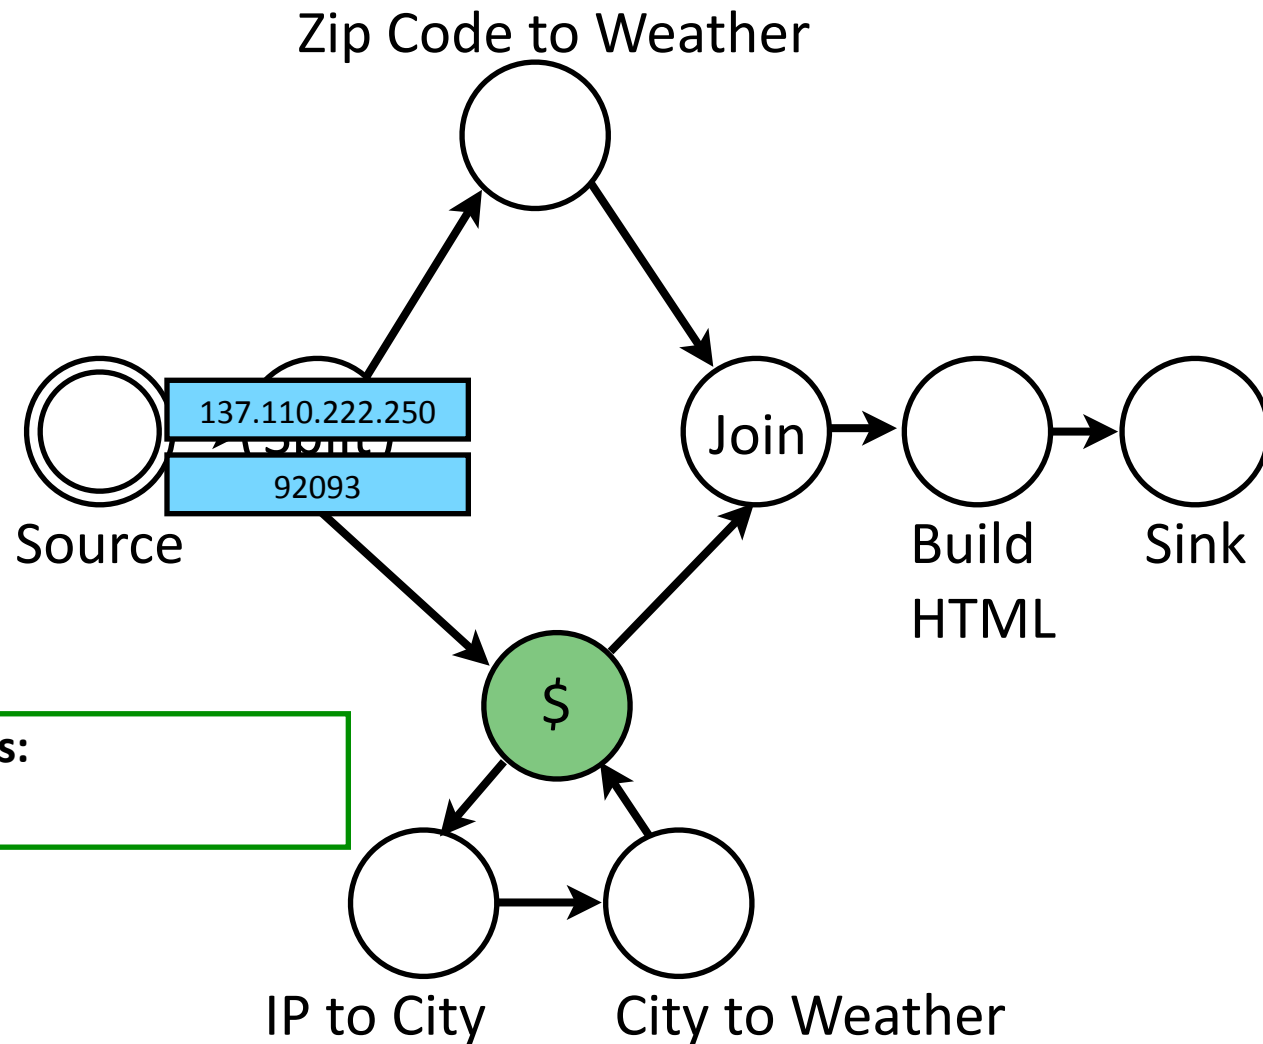 Zip Code to Weather
137.110.222.250
Split
92093
Join
Source
Build
HTML
Sink
$
s:
IP to City
City to Weather